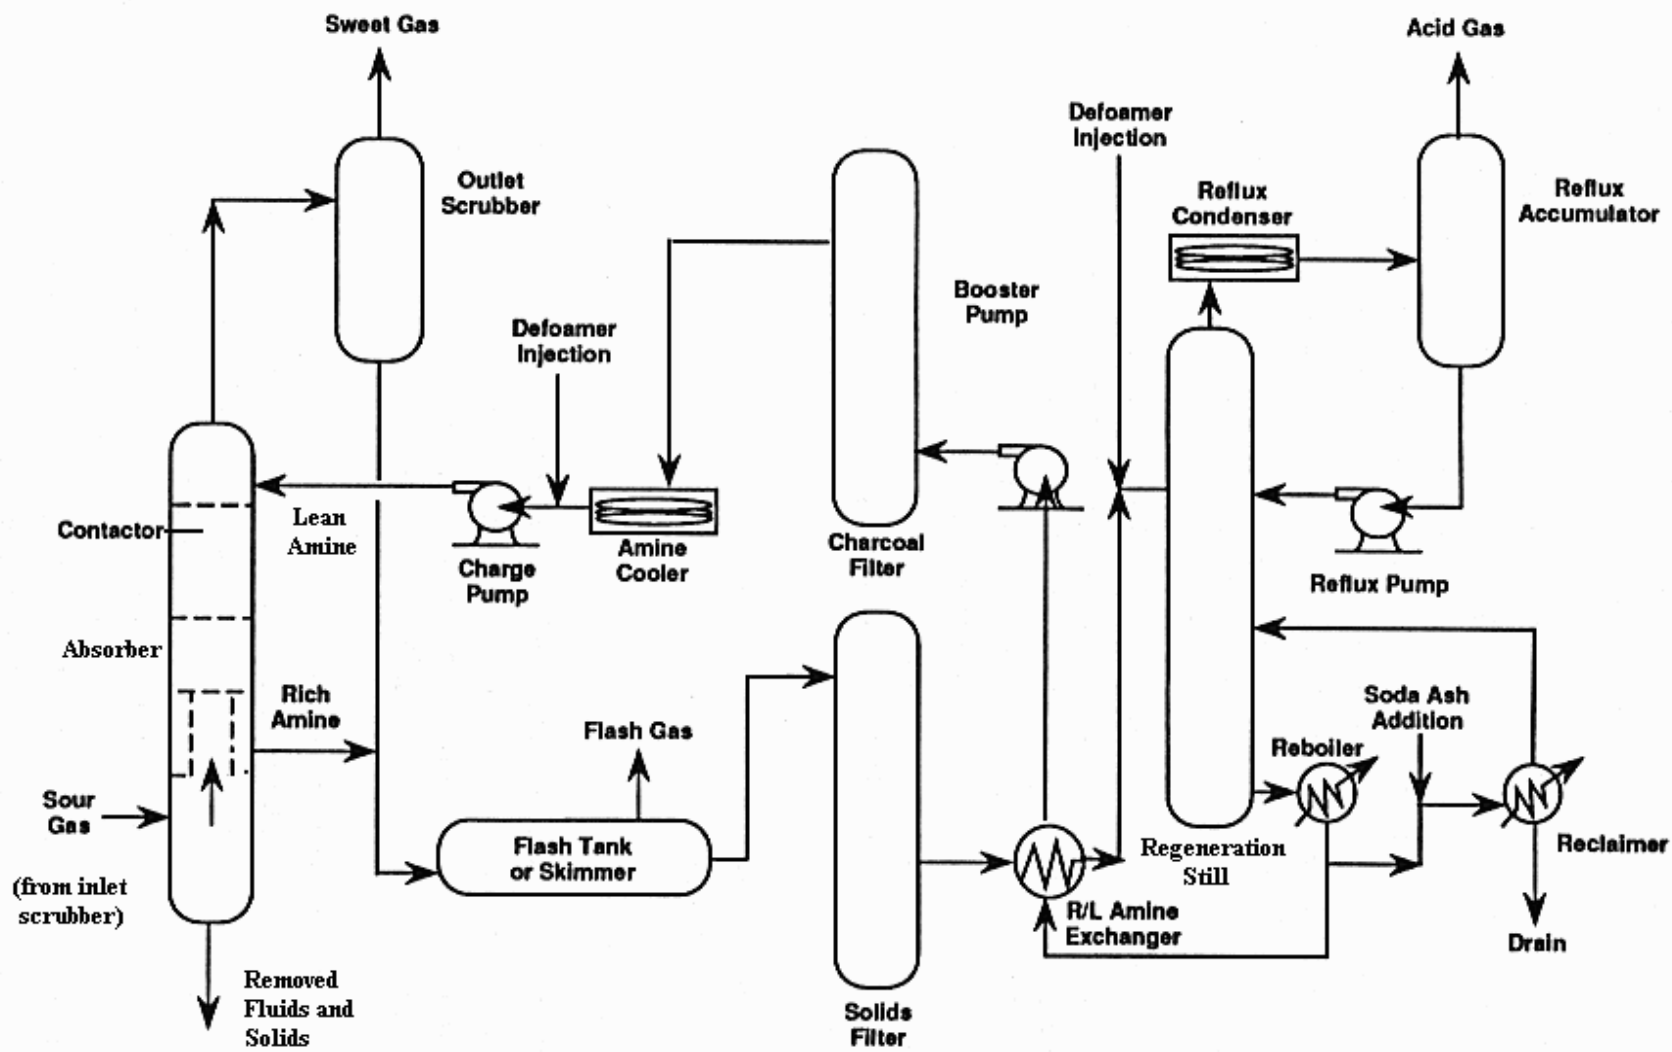 Sweet Gas
Acid Gas
Defoamer
Injection
Outlet
Scrubber
Reflux
Condenser
Reflux
Accumulator
Booster
Pump
Defoamer
Injection
Contactor
Lean
Amine
Charge
Pump
Amine
Cooler
Charcoal
Filter
Reflux Pump
Absorber
Rich
Amine
Flash Gas
Soda Ash
Addition
Reboiler
Sour
Gas
(from inlet
scrubber)
Flash Tank
or Skimmer
Regeneration
Still
Reclaimer
R/L Amine
Exchanger
Drain
Removed
Fluids and
Solids
Solids
Filter